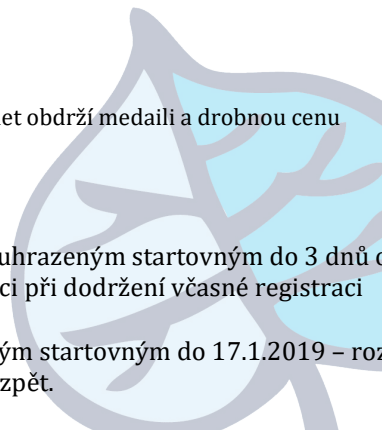 let obdrží medaili a drobnou cenu
uhrazeným startovným do 3 dnů
ci při dodržení včasné registraci
ým startovným do 17.1.2019 – roz
zpět.